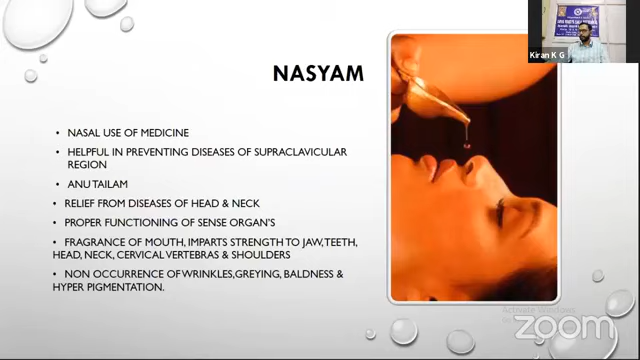 Kiran K G
NASYAM
• NASAL USE OF MEDICINE
• HELPFUL IN PREVENTING DISEASES OF SUPRACLAVICULAR
REGION
• ANU TAILAM
• RELIEF FROM DISEASES OF HEAD & NECK
• PROPER FUNCTIONING OF SENSE ORGAN'S
• FRAGRANCE OF MOUTH, IMPARTS STRENGTH TO JAW, TEETH,
HEAD, NECK, CERVICAL VERTEBRAS & SHOULDERS
• NON OCCURRENCE OF WRINKLES,GREYING, BALDNESS &
HYPER PIGMENTATION.
Activate Windows
zoom